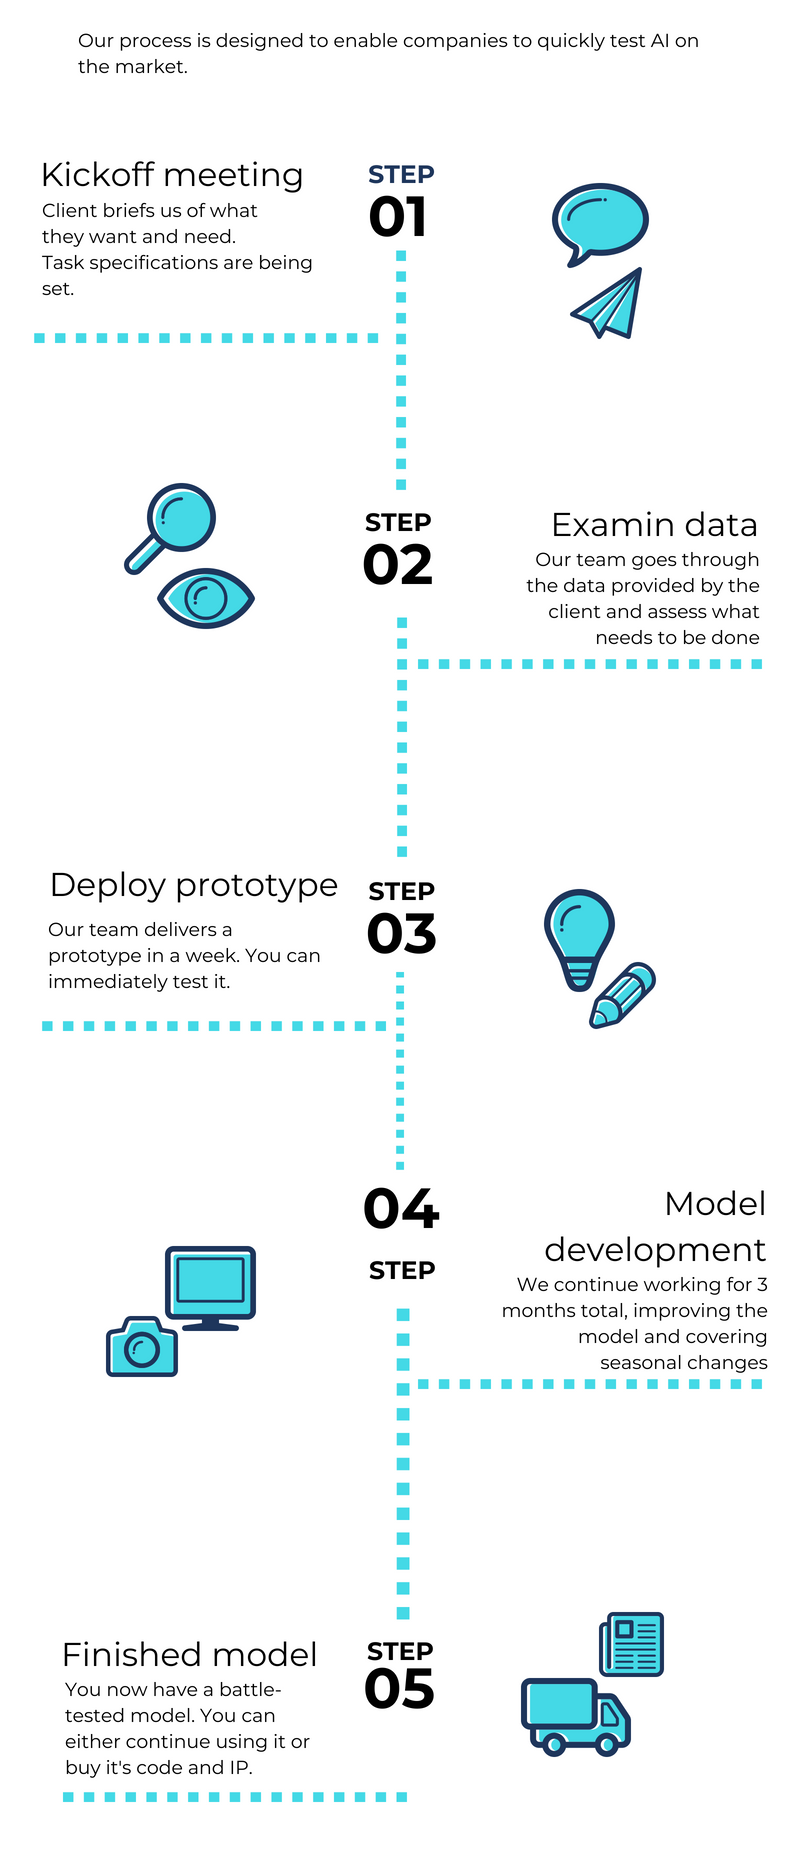 Our process is designed to enable companies to quickly test AI on
the market.
Kickoff meeting
Client briefs us of what
they want and need.
Task specifications are being
set.
STEP
01
STEP
02
Examin data
Our team goes through
the data provided by the
client and assess what
needs to be done
Deploy prototype
Our team delivers a
prototype in a week. You can
immediately test it.
STEP
03
04
STEP
Model
development
We continue working for 3
months total, improving the
model and covering
seasonal changes
Finished model
You now have a battle-
tested model. You can
either continue using it or
buy it's code and IP.
STEP
05